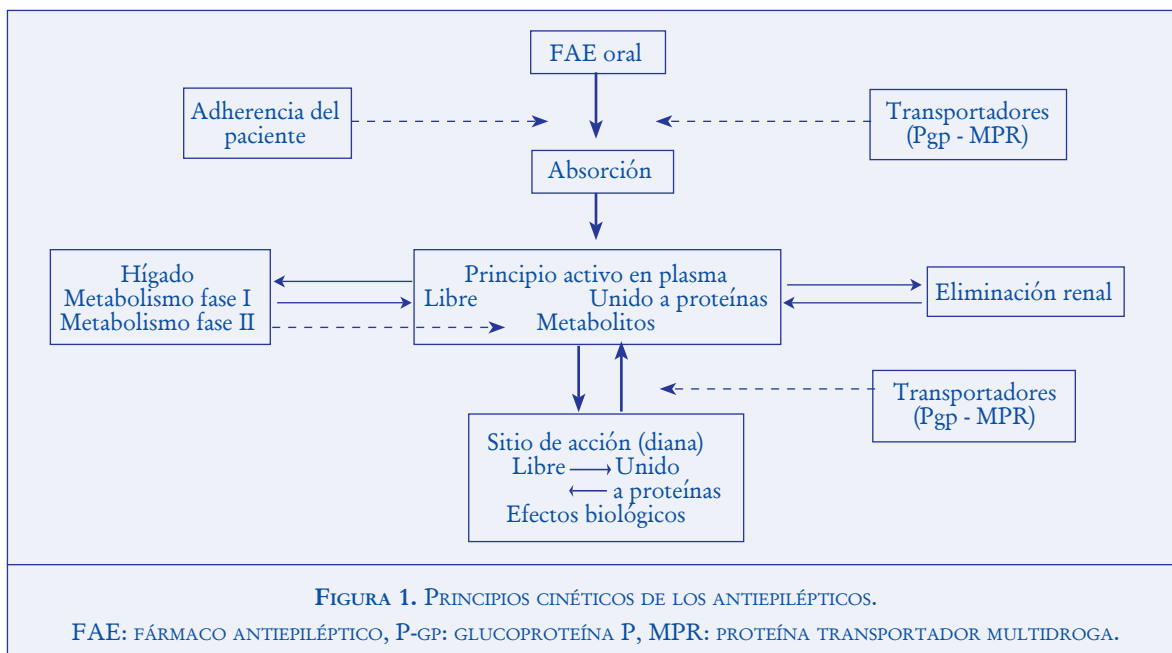 FAE oral
Adherencia del
paciente
Transportadores
(Pgp - MPR)
Absorción
Hígado
Metabolismo fase I
Metabolismo fase II
Principio activo en plasma
Libre Unido a proteínas
Metabolitos
Eliminación renal
Transportadores
(Pgp - MPR)
Sitio de acción (diana)
Libre Unido
a proteínas
Efectos biológicos
FIGURA 1. PRINCIPIOS CINÉTICOS DE LOS ANTIEPILÉPTICOS.
FAE: FÁRMACO ANTIEPILÉPTICO, P-GP: GLUCOPROTEÍNA P, MPR: PROTEÍNA TRANSPORTADOR MULTIDROGA.